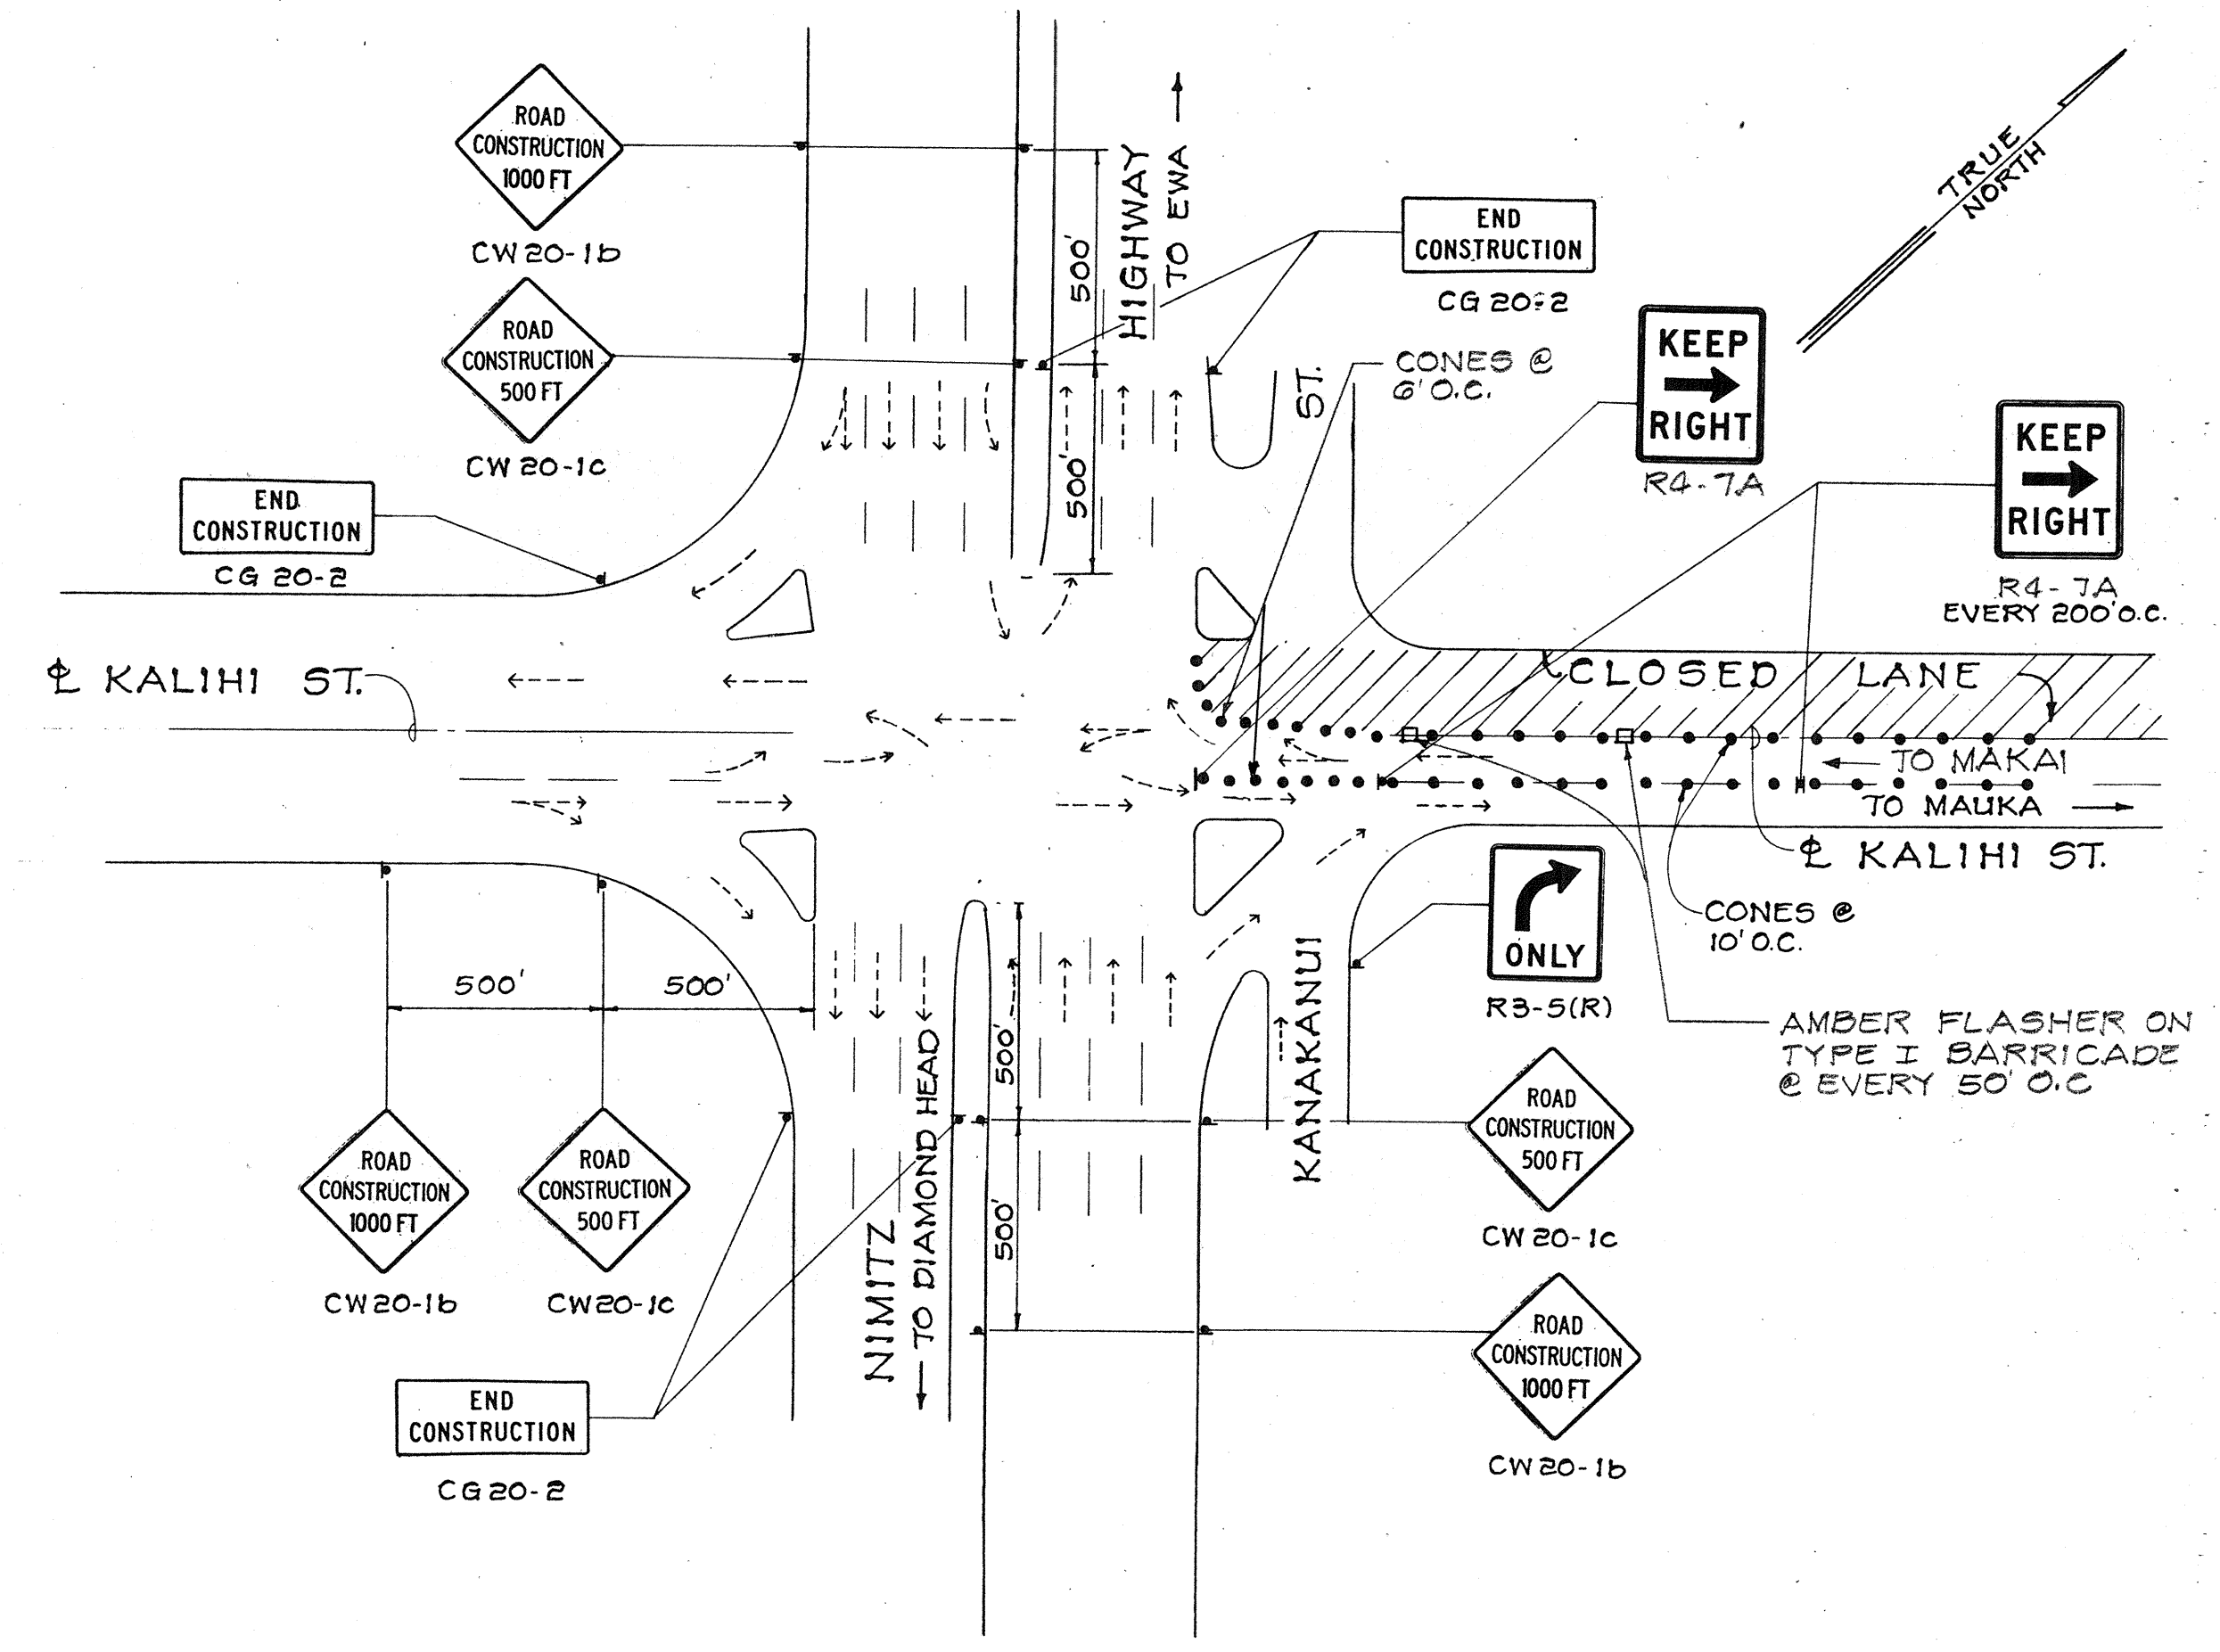 ROAD
CONSTRUCTION
1000 FT
CW 20-1b
ROAD
CONSTRUCTION
500 FT
CW 20-1c
END
CONSTRUCTION
CG 20-2
HIGHWAY
TO EWA
500'
500'
END
CONSTRUCTION
CG 20-2
CONES @
6' O.C.
ST.
KEEP
RIGHT
R4-7A
KEEP
RIGHT
R4-7A
EVERY 200' O.C.
TRUE
NORTH
℄ KALIHI ST.
CLOSED LANE
TO MAKAI
TO MAUKA
℄ KALIHI ST.
CONES @
10' O.C.
ONLY
R3-5(R)
AMBER FLASHER ON
TYPE I BARRICADE
@ EVERY 50' O.C
500'
500'
ROAD
CONSTRUCTION
1000 FT
CW20-1b
ROAD
CONSTRUCTION
500 FT
CW20-1c
END
CONSTRUCTION
CG20-2
NIMITZ
TO DIAMOND HEAD
500'
500'
KANAKANUI
ROAD
CONSTRUCTION
500 FT
CW 20-1c
ROAD
CONSTRUCTION
1000 FT
CW 20-1b